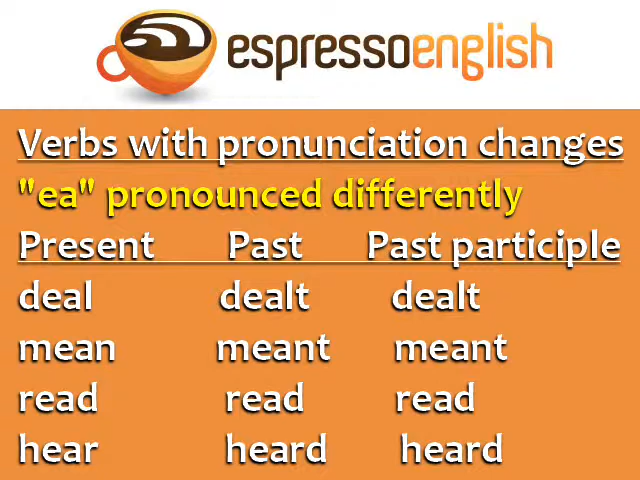 espressoenglish
Verbs with pronunciation changes
"ea" pronounced differently
Present Past Past participle
deal dealt dealt
mean meant meant
read read read
hear heard heard